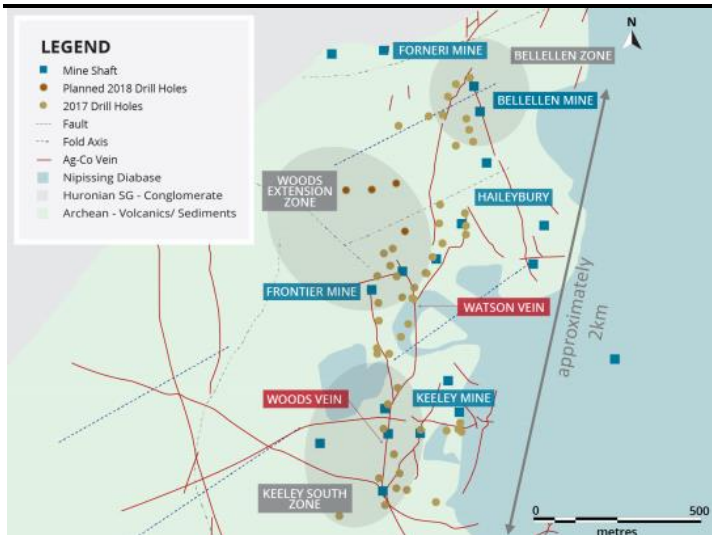 LEGEND
Mine Shaft
Planned 2018 Drill Holes
2017 Drill Holes
Fault
Fold Axis
Ag-Co Vein
Nipissing Diabase
Huronian SG - Conglomerate
Archean - Volcanics/ Sediments
N
FORNERI MINE
BELLELLEN ZONE
BELLELLEN MINE
WOODS
EXTENSION
ZONE
HAILEYBURY
FRONTIER MINE
WATSON VEIN
approximately
2km
WOODS VEIN
KEELEY MINE
KEELEY SOUTH
ZONE
0 500
metres